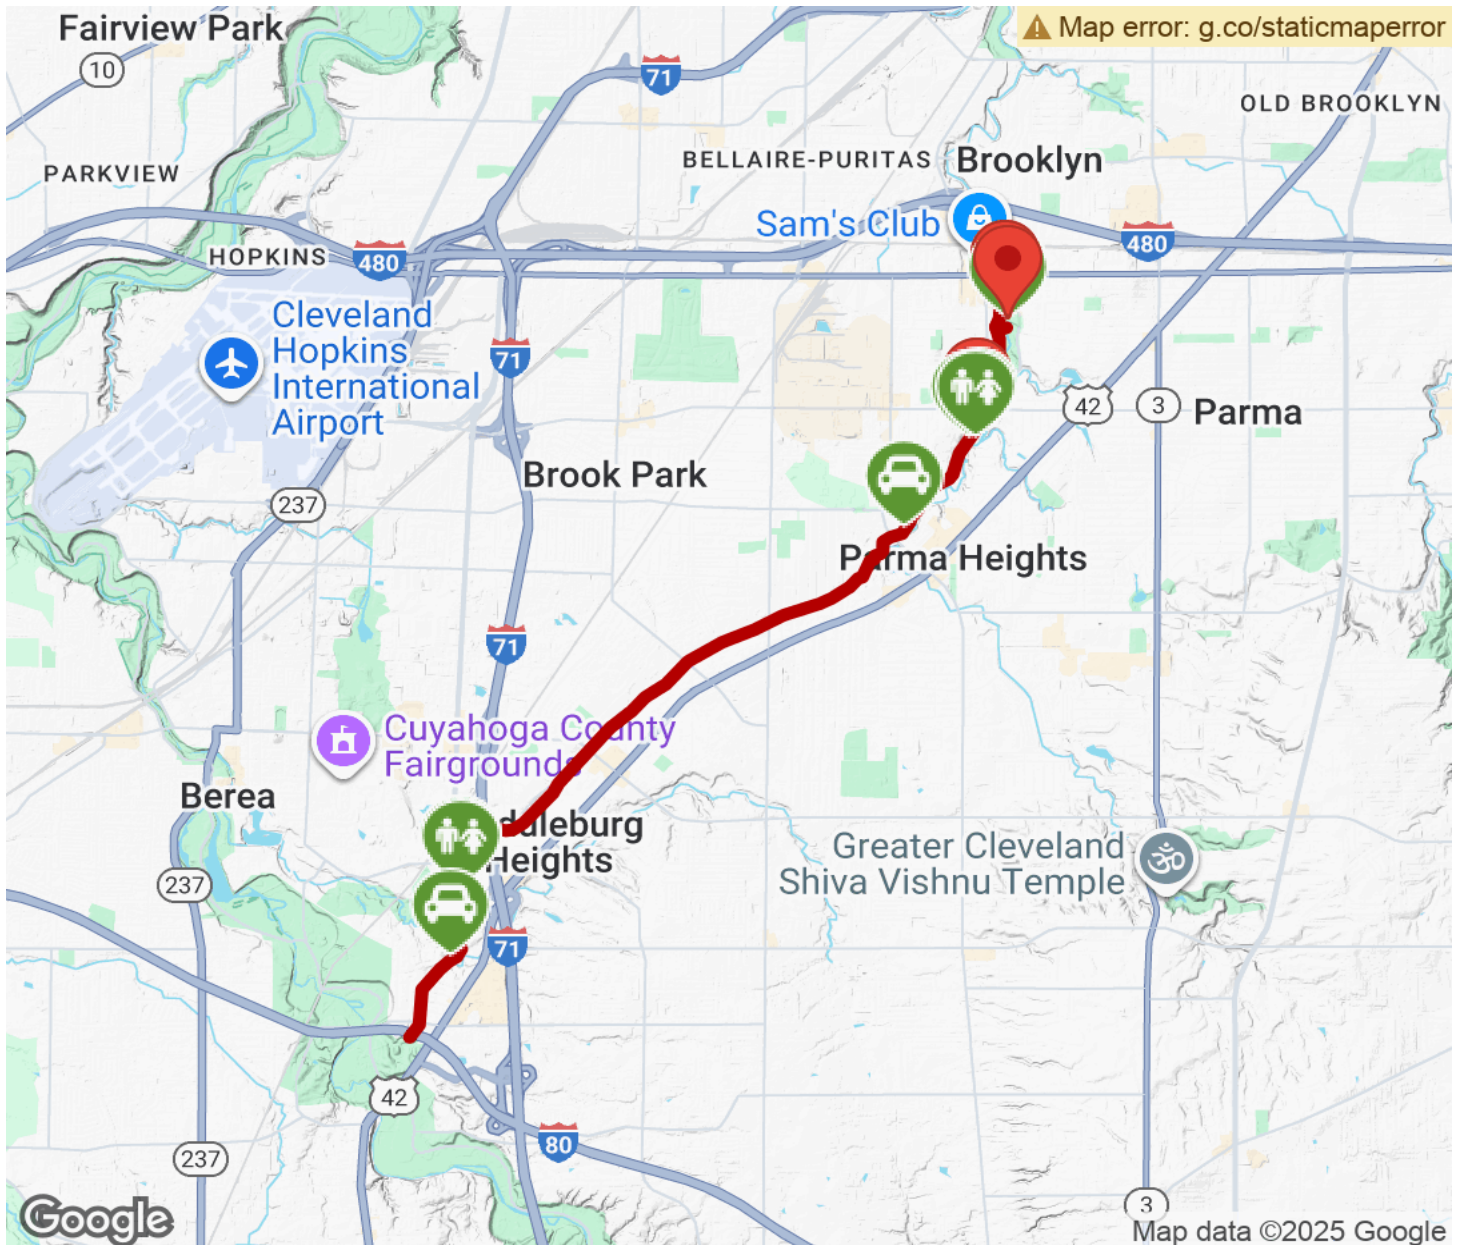 Fairview Park
Map error: g.co/staticmaperror
10
71
OLD BROOKLYN
BELLAIRE-PURITAS
Brooklyn
PARKVIEW
Sam's Club
480
HOPKINS
480
Cleveland
Hopkins
International
Airport
71
42
3
Parma
Brook Park
237
Parma Heights
71
Cuyahoga County
Fairgrounds
Berea
ddleburg
Heights
Greater Cleveland
Shiva Vishnu Temple
237
71
42
80
237
3
Google
Map data ©2025 Google